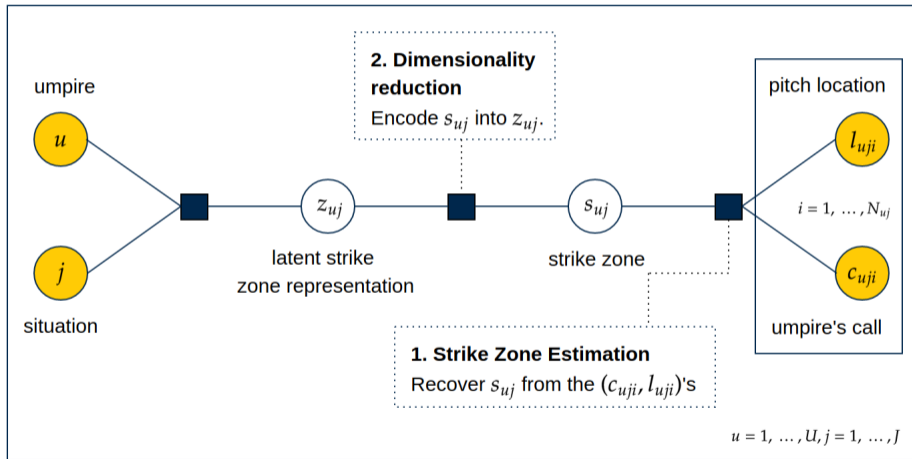 2. Dimensionality
reduction
Encode s_uj into z_uj.
umpire
pitch location
u
l_uji
z_uj
s_uj
i = 1, …, N_uj
latent strike
zone representation
strike zone
j
c_uji
situation
umpire's call
1. Strike Zone Estimation
Recover s_uj from the (c_uji, l_uji)'s
u = 1, …, U, j = 1, …, J